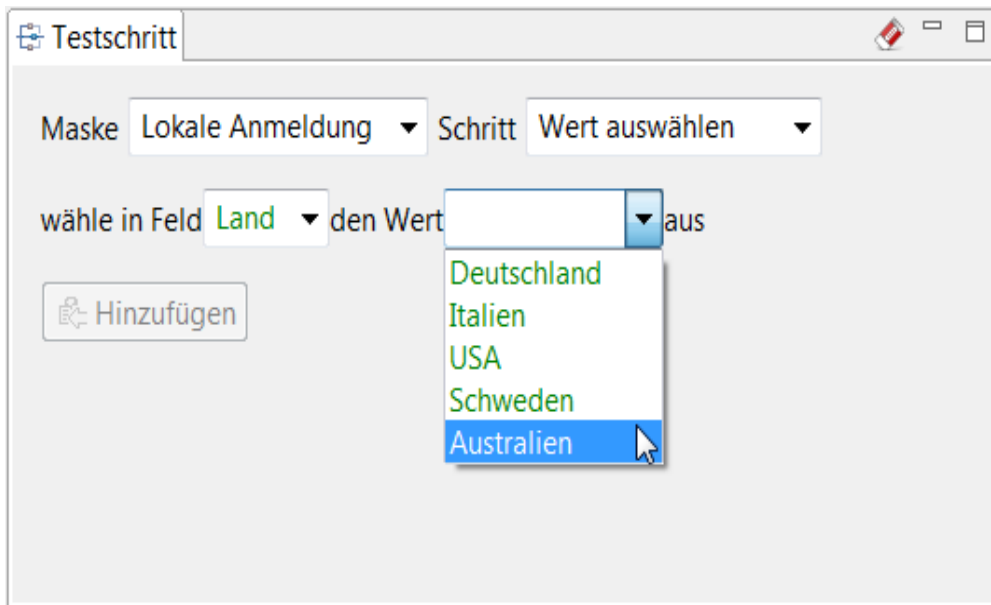 Testschritt
Maske Lokale Anmeldung Schritt Wert auswählen
wähle in Feld Land den Wert aus
Deutschland
Hinzufügen Italien
USA
Schweden
Australien